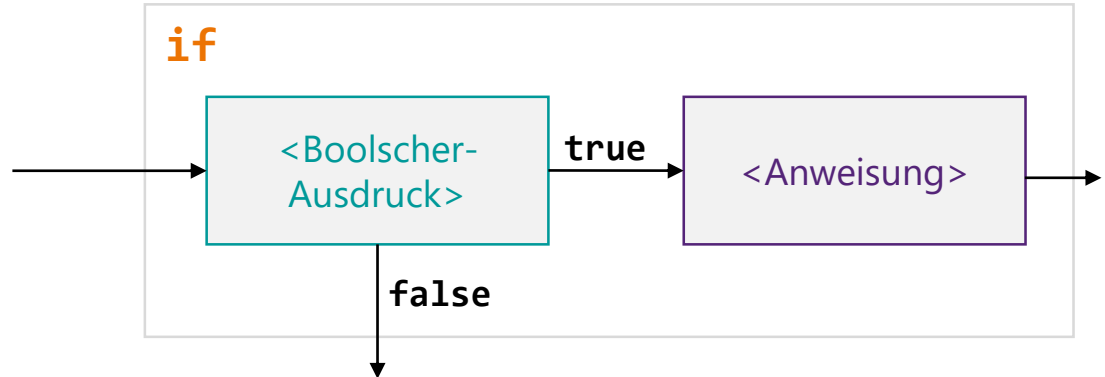 if
<Boolscher-
Ausdruck>
true
<Anweisung>
false